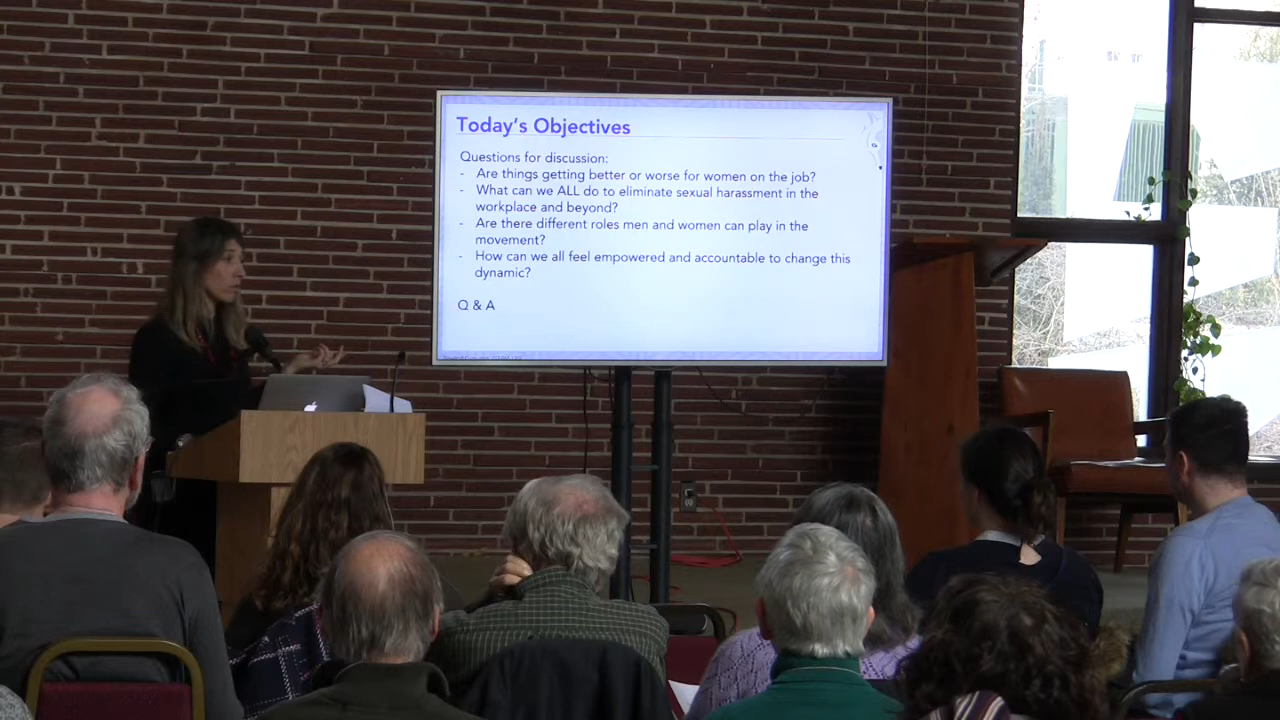 Today's Objectives
Questions for discussion:
- Are things getting better or worse for women on the job?
- What can we ALL do to eliminate sexual harassment in the
workplace and beyond?
- Are there different roles men and women can play in the
movement?
- How can we all feel empowered and accountable to change this
dynamic?
Q & A